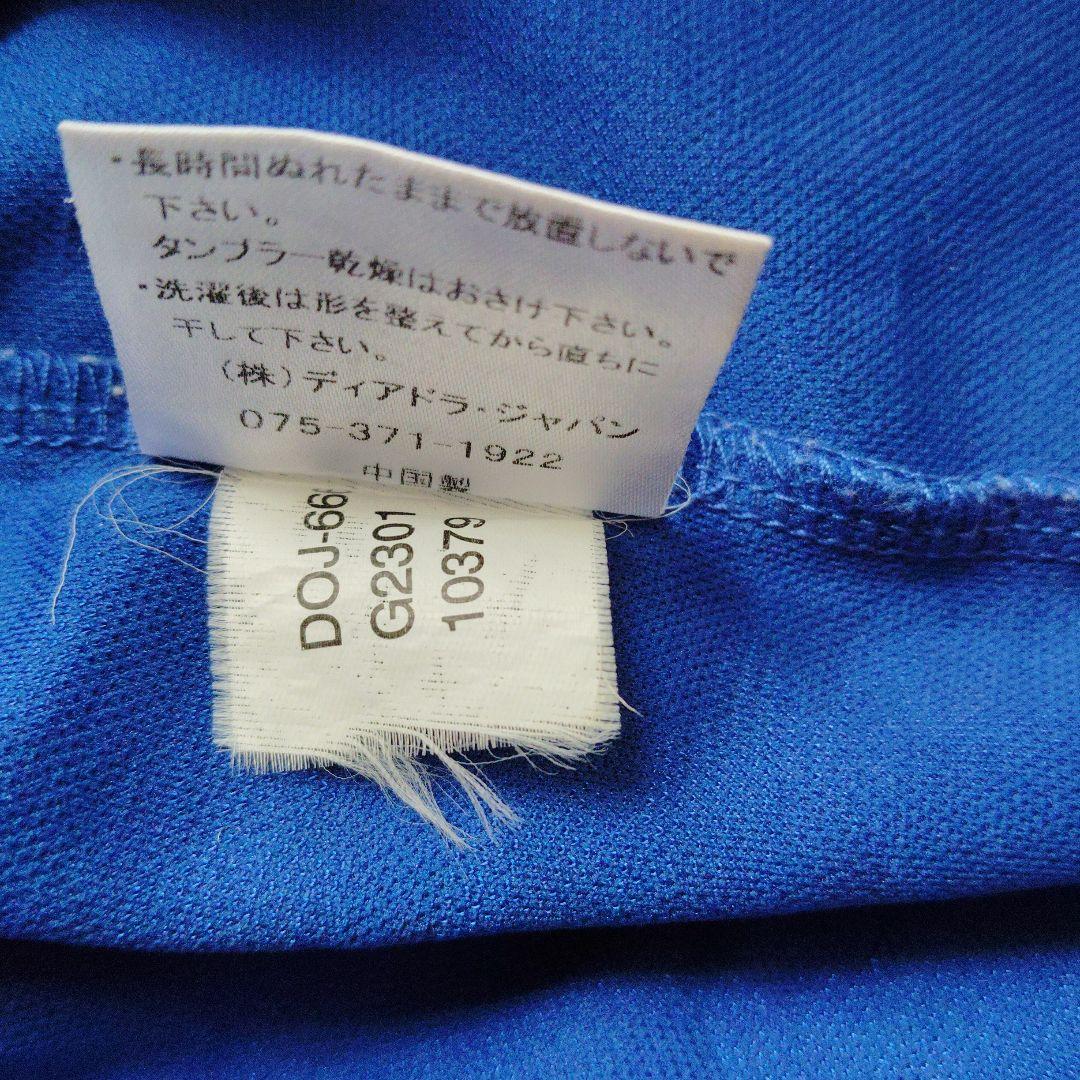 ・長時間ぬれたままで放置しないで
下さい。
タンブラー乾燥はおさけ下さい。
・洗濯後は形を整えてから直ちに
干して下さい。
(株)ディアドラ・ジャパン
075-371-1922
中国製
DOJ-66
G2301
10379